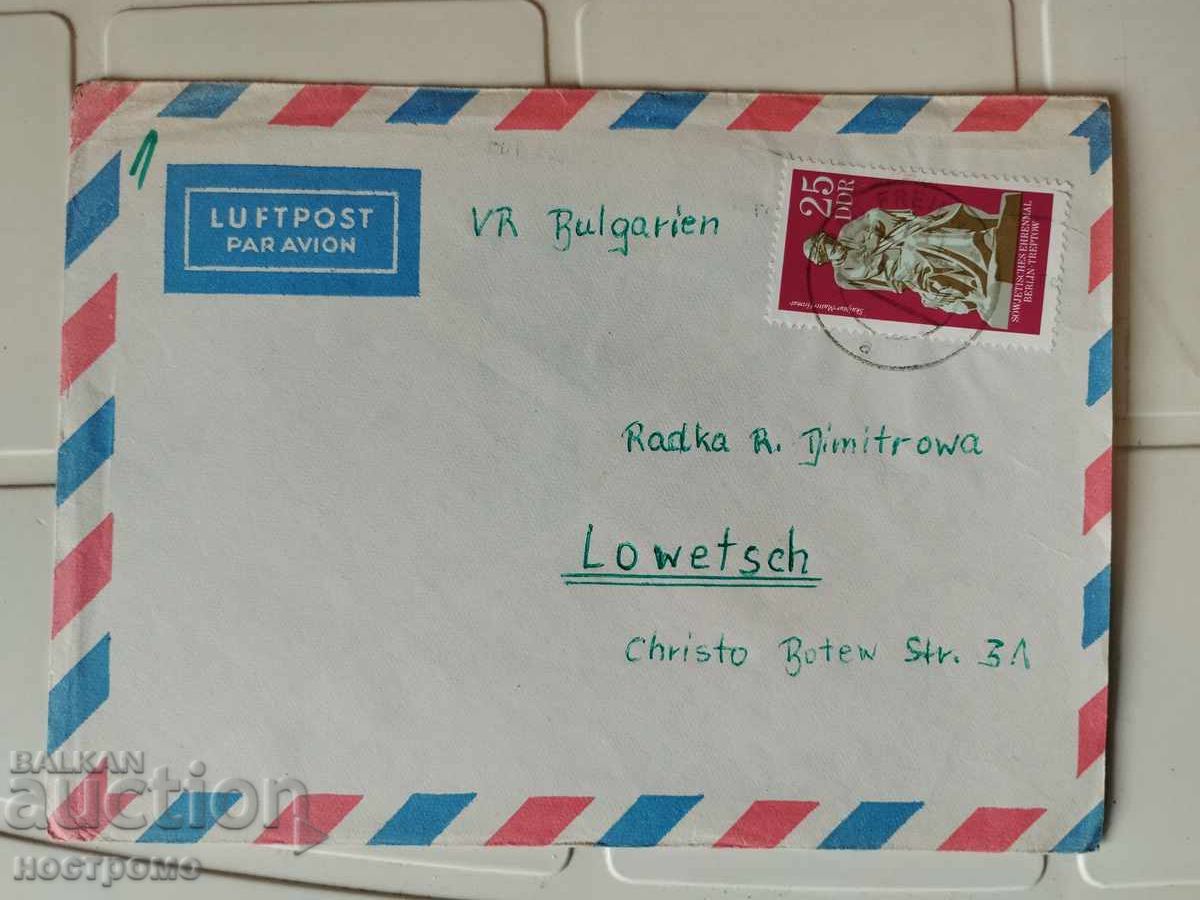 1
LUFTPOST
PAR AVION
VR Bulgarien
25
DDR
SOWJETISCHES EHRENMAL
BERLIN TREPTOW
Radka R. Dimitrowa
Lowetsch
Christo Botew Str. 31
BALKAN
auction
ностромо